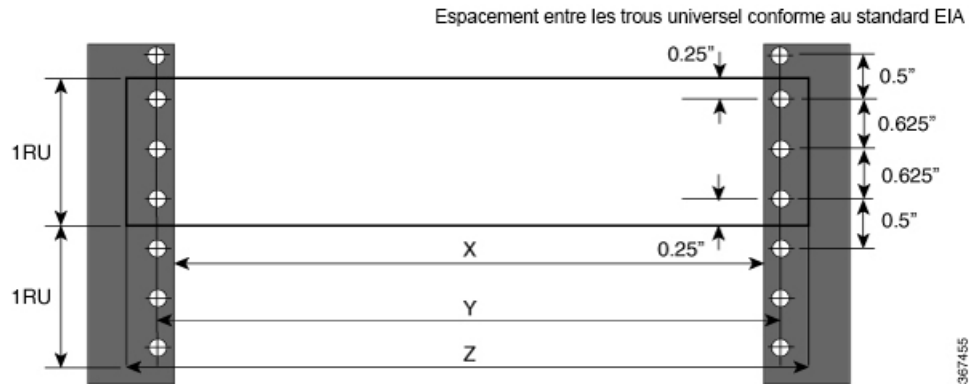 Espacement entre les trous universel conforme au standard EIA
0.25”
0.5”
0.625”
1RU
0.625”
0.5”
0.25”
X
1RU
Y
Z
367455